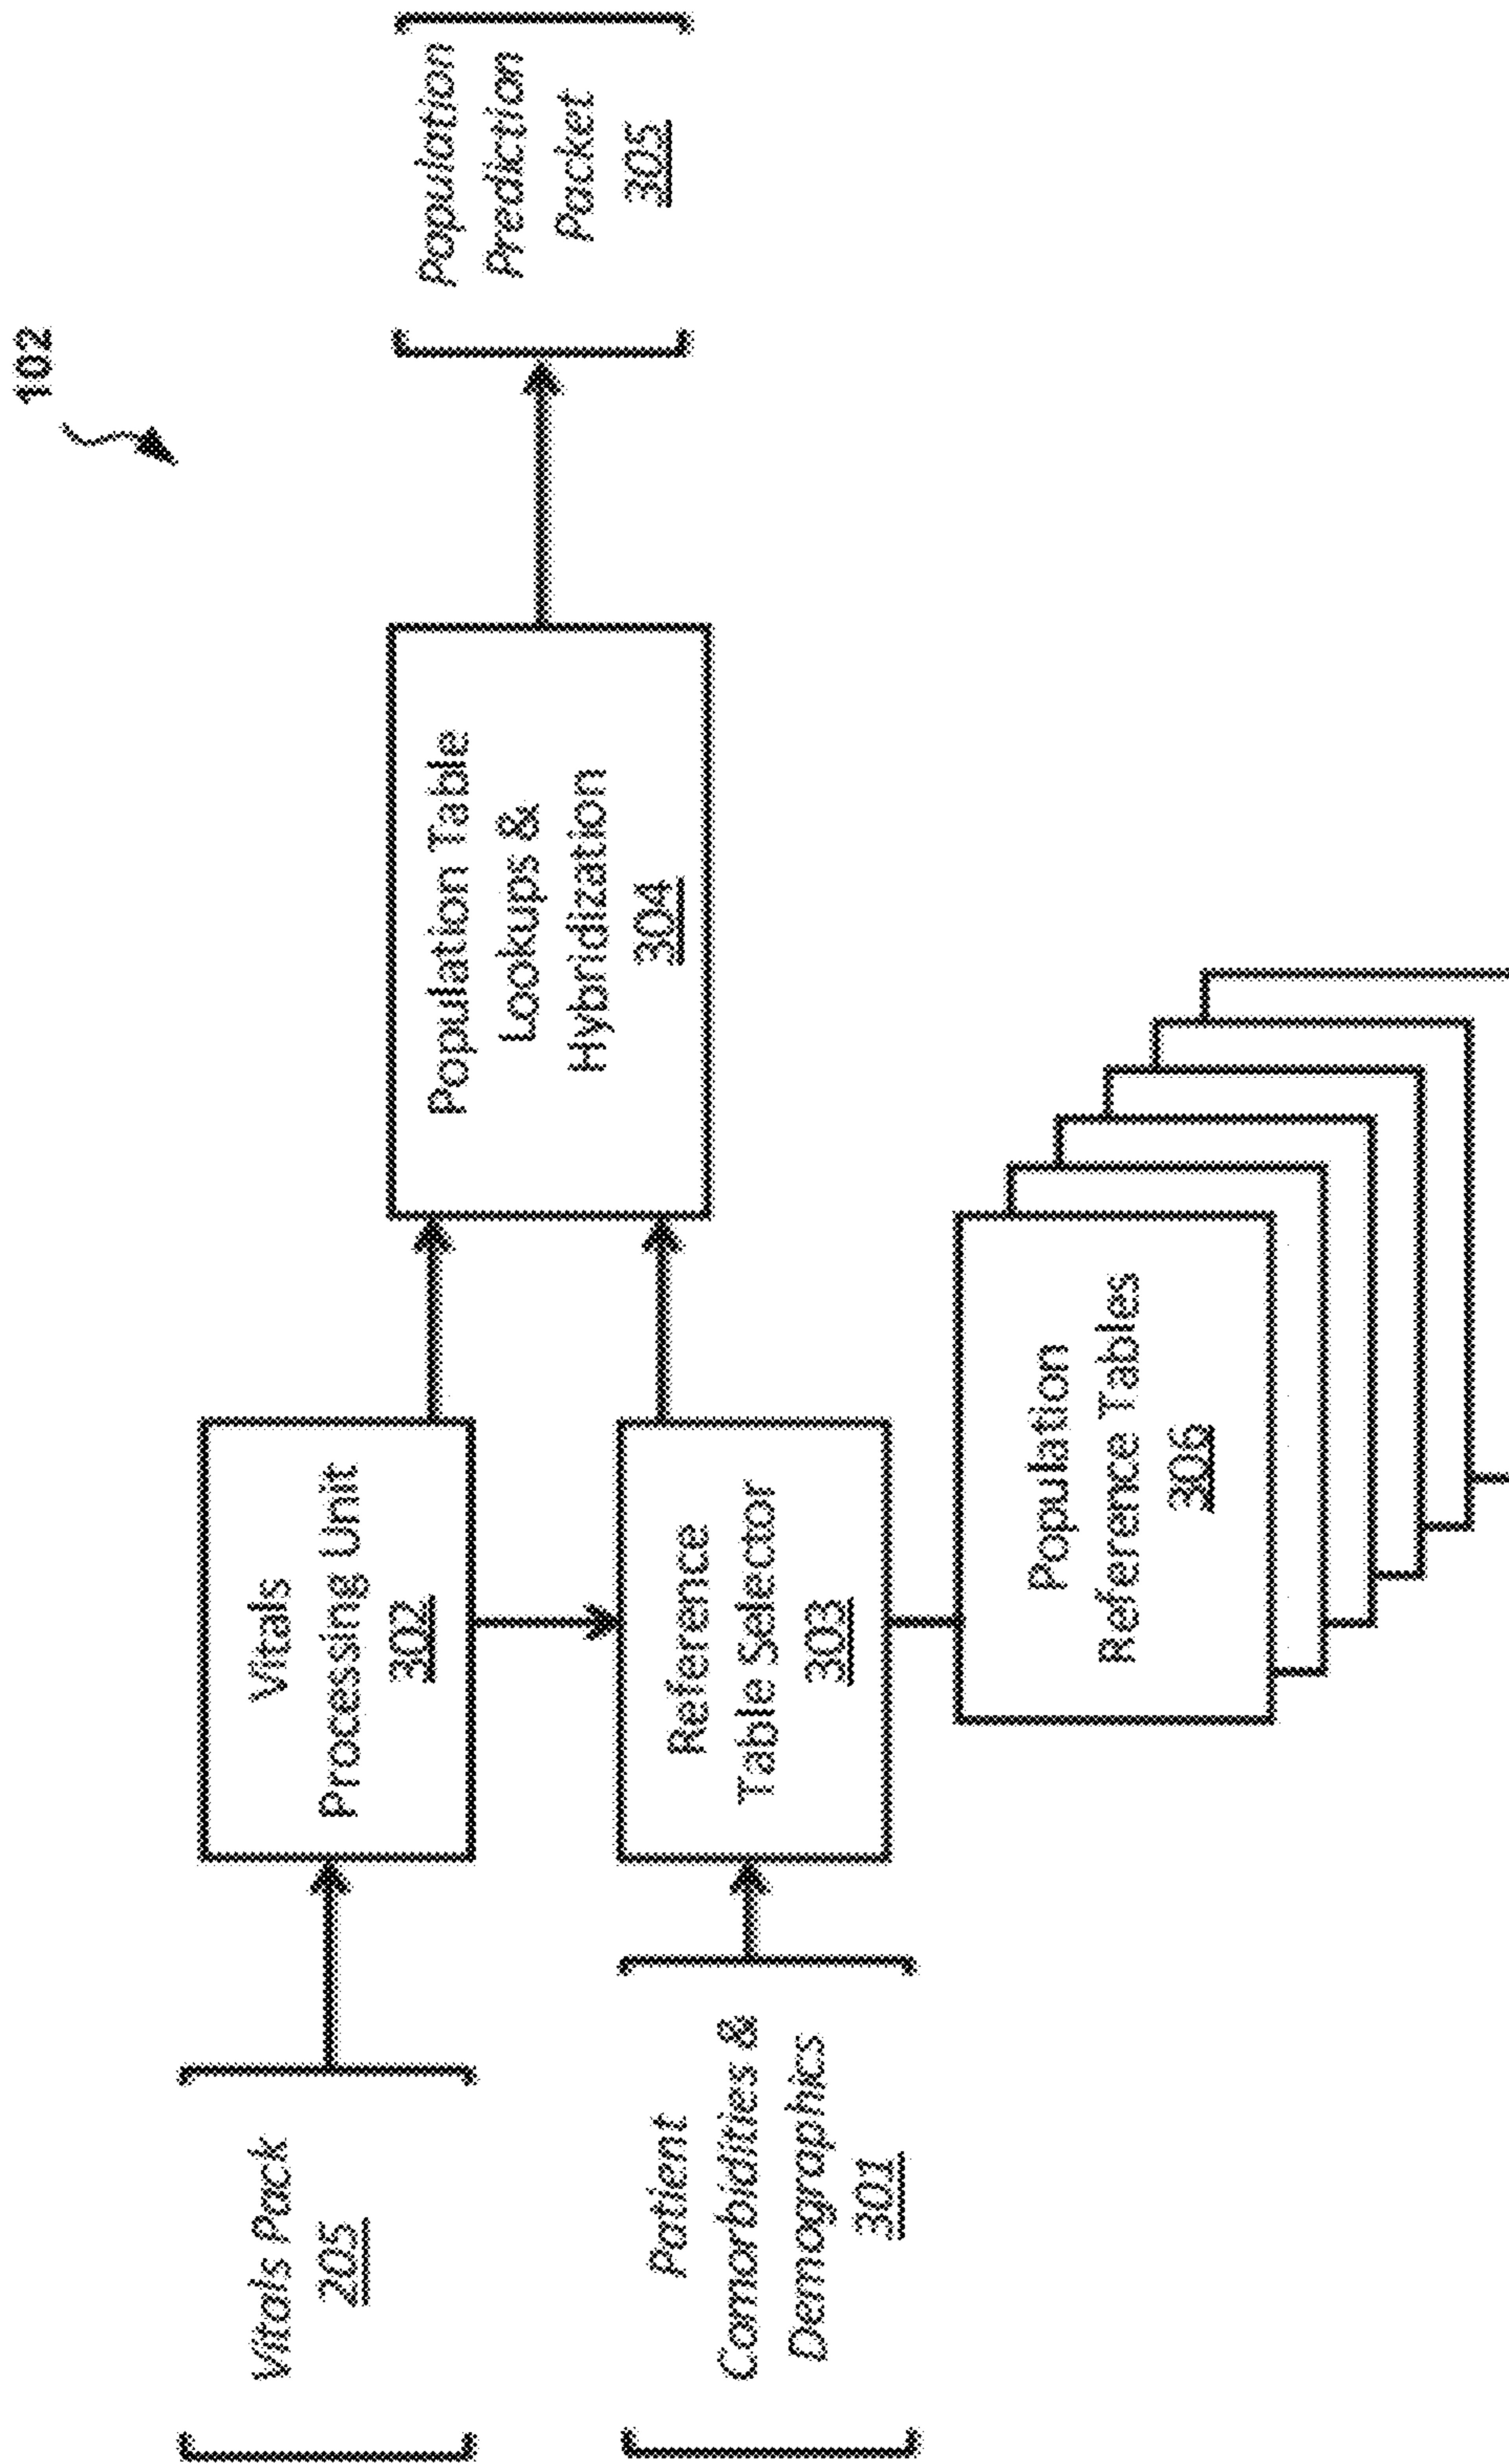 102
Vitals Pack
205
Vitals
Processing Unit
302
Population Table
Lookups &
Hybridization
304
Population
Prediction
Packet
305
Patient
Comorbidities &
Demographics
301
Reference
Table Selector
303
Population
Reference Tables
306